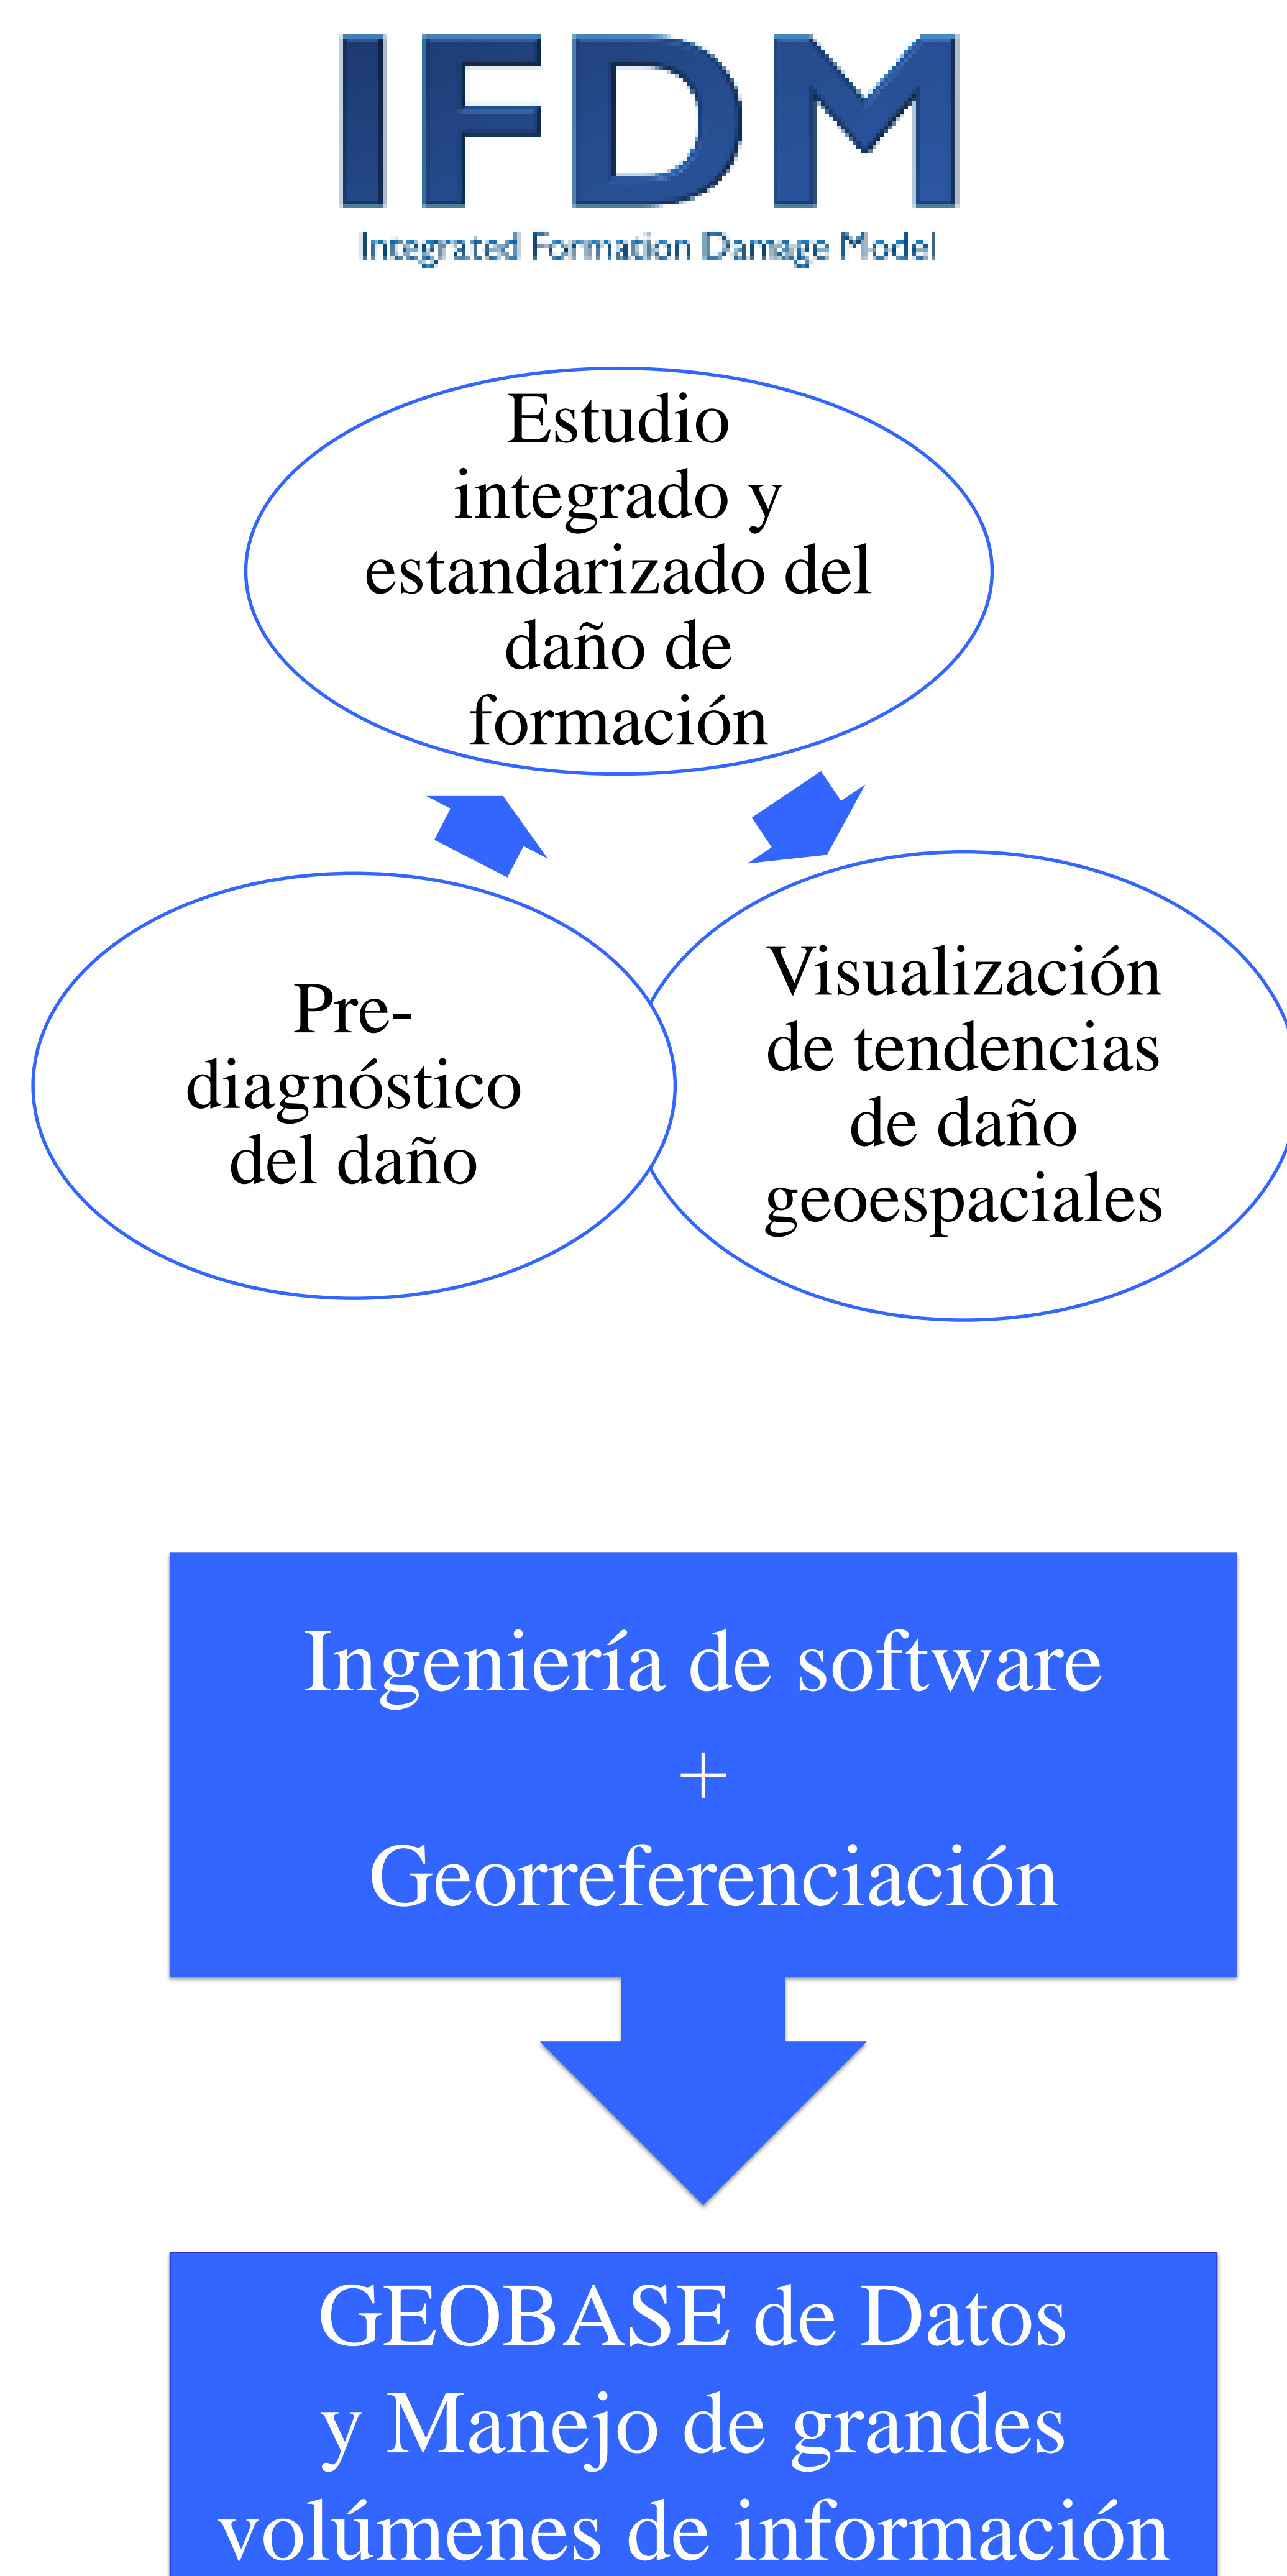 IFDM
Integrated Formation Damage Model
Estudio
integrado y
estandarizado del
daño de
formación
Pre-
diagnóstico
del daño
Visualización
de tendencias
de daño
geoespaciales
Ingeniería de software
+
Georreferenciación
GEOBASE de Datos
y Manejo de grandes
volúmenes de información